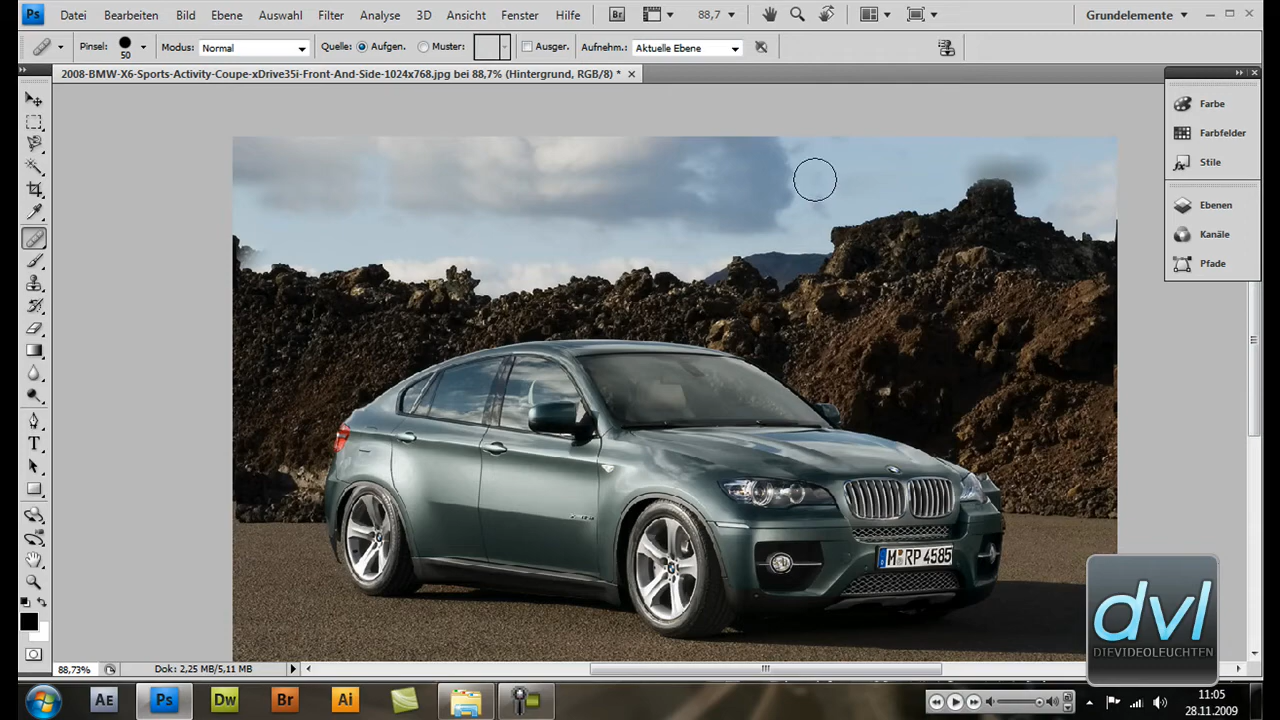 Ps Datei Bearbeiten Bild Ebene Auswahl Filter Analyse 3D Ansicht Fenster Hilfe Br 88,7 Grundelemente
Pinsel: 50 Modus: Normal Quelle: Aufgen. Muster: Ausger. Aufnehm.: Aktuelle Ebene
2008-BMW-X6-Sports-Activity-Coupe-xDrive35i-Front-And-Side-1024x768.jpg bei 88,7% (Hintergrund, RGB/8) *
Farbe
Farbfelder
Stile
Ebenen
Kanäle
Pfade
T
M RP 4585
dvl
DIEVIDEOLEUCHTEN
88,73% Dok: 2,25 MB/5,11 MB
Ae Ps Dw Br Ai
11:05
28.11.2009